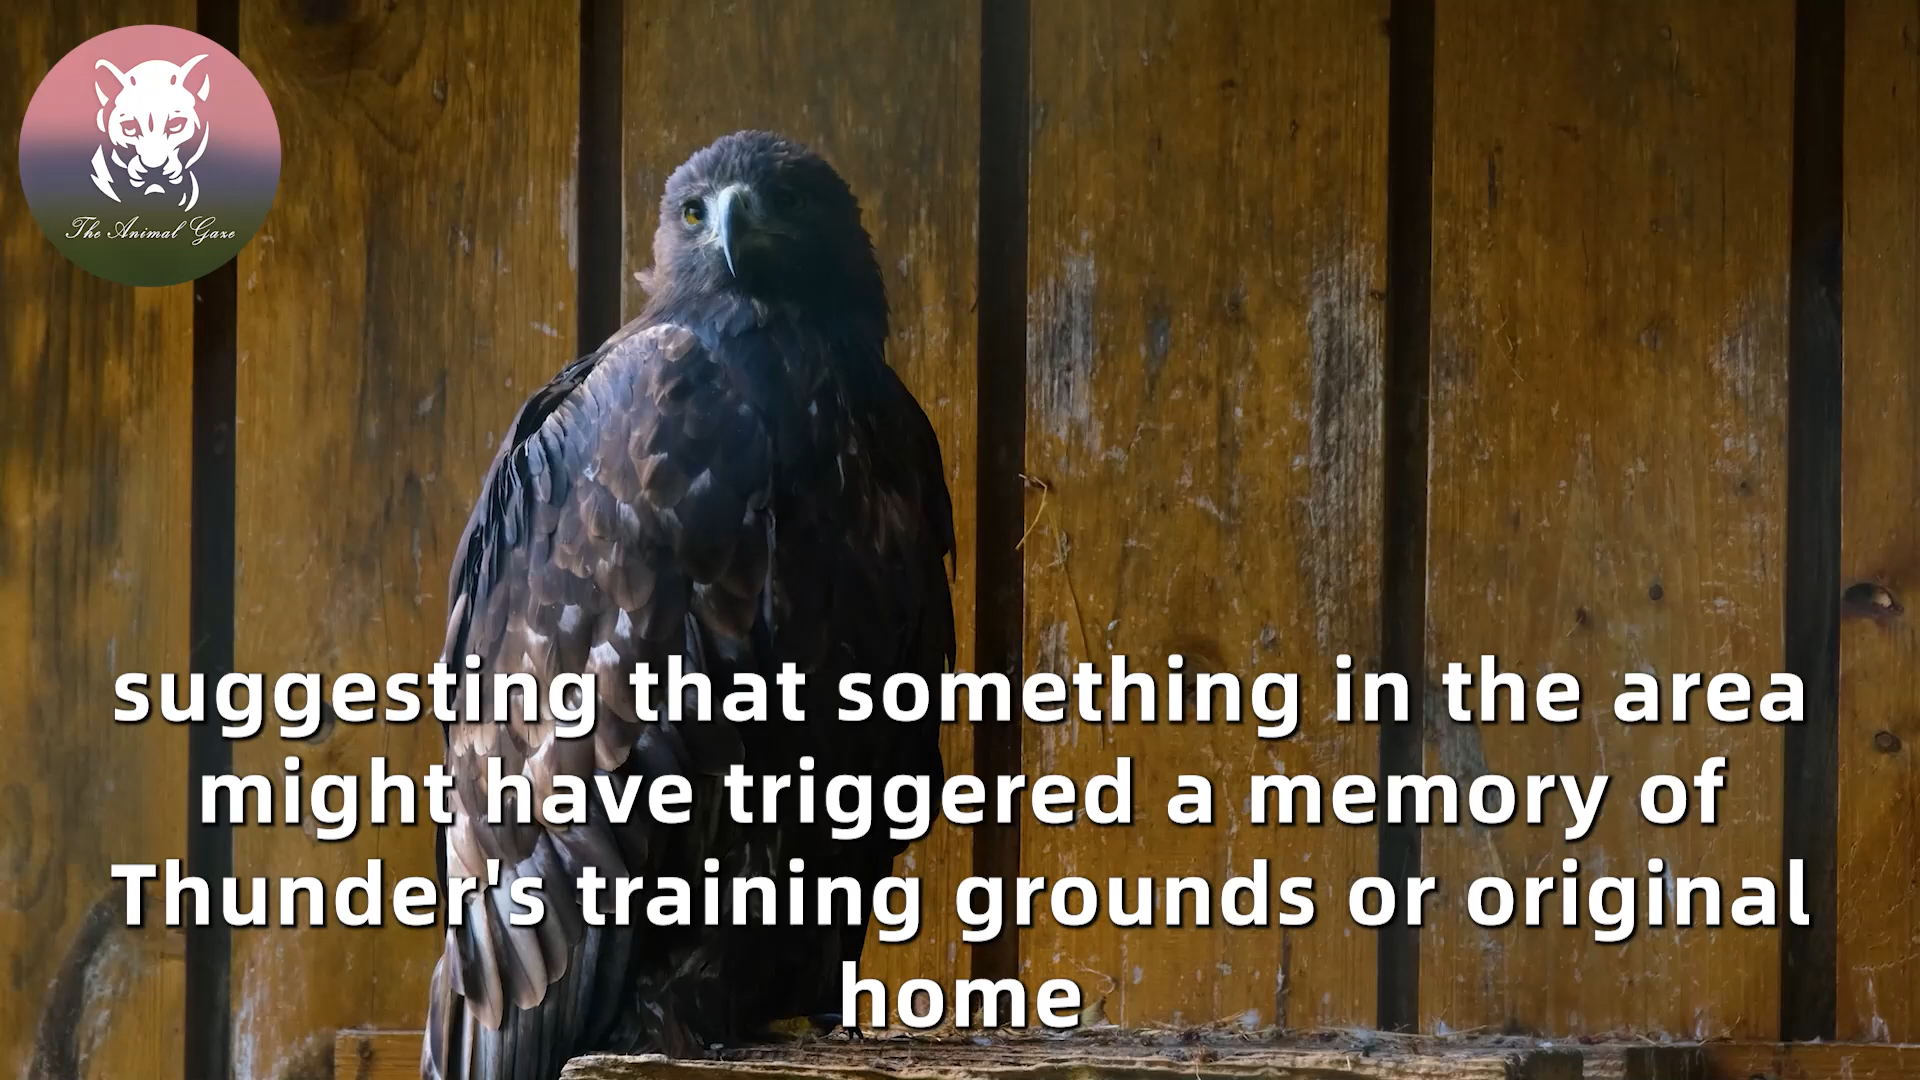 The Animal Gaze
suggesting that something in the area
might have triggered a memory of
Thunder's training grounds or original
home